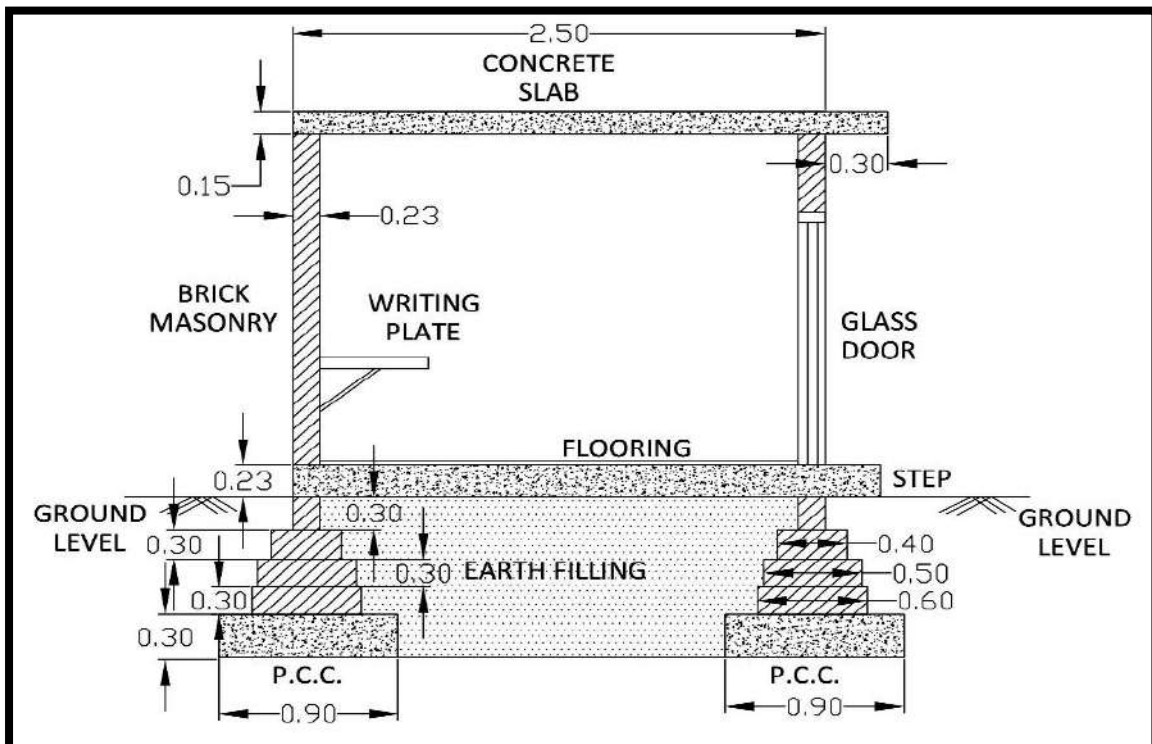 2.50
CONCRETE
SLAB
0.30
0.15
0.23
BRICK
MASONRY
WRITING
PLATE
GLASS
DOOR
FLOORING
0.23
STEP
GROUND
LEVEL
0.30
GROUND
LEVEL
0.30
0.40
0.30
EARTH FILLING
0.50
0.30
0.60
0.30
P.C.C.
P.C.C.
0.90
0.90